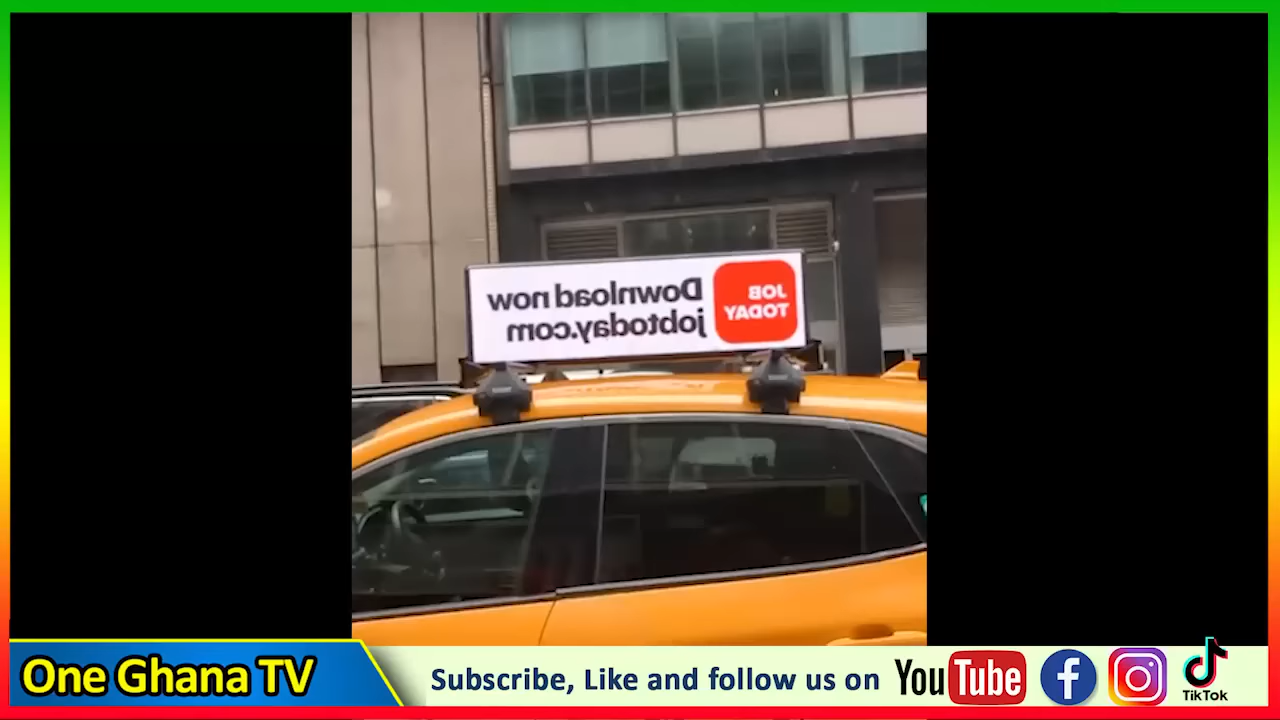 JOB
TODAY
Download now
jobtoday.com
One Ghana TV
Subscribe, Like and follow us on
YouTube
TikTok